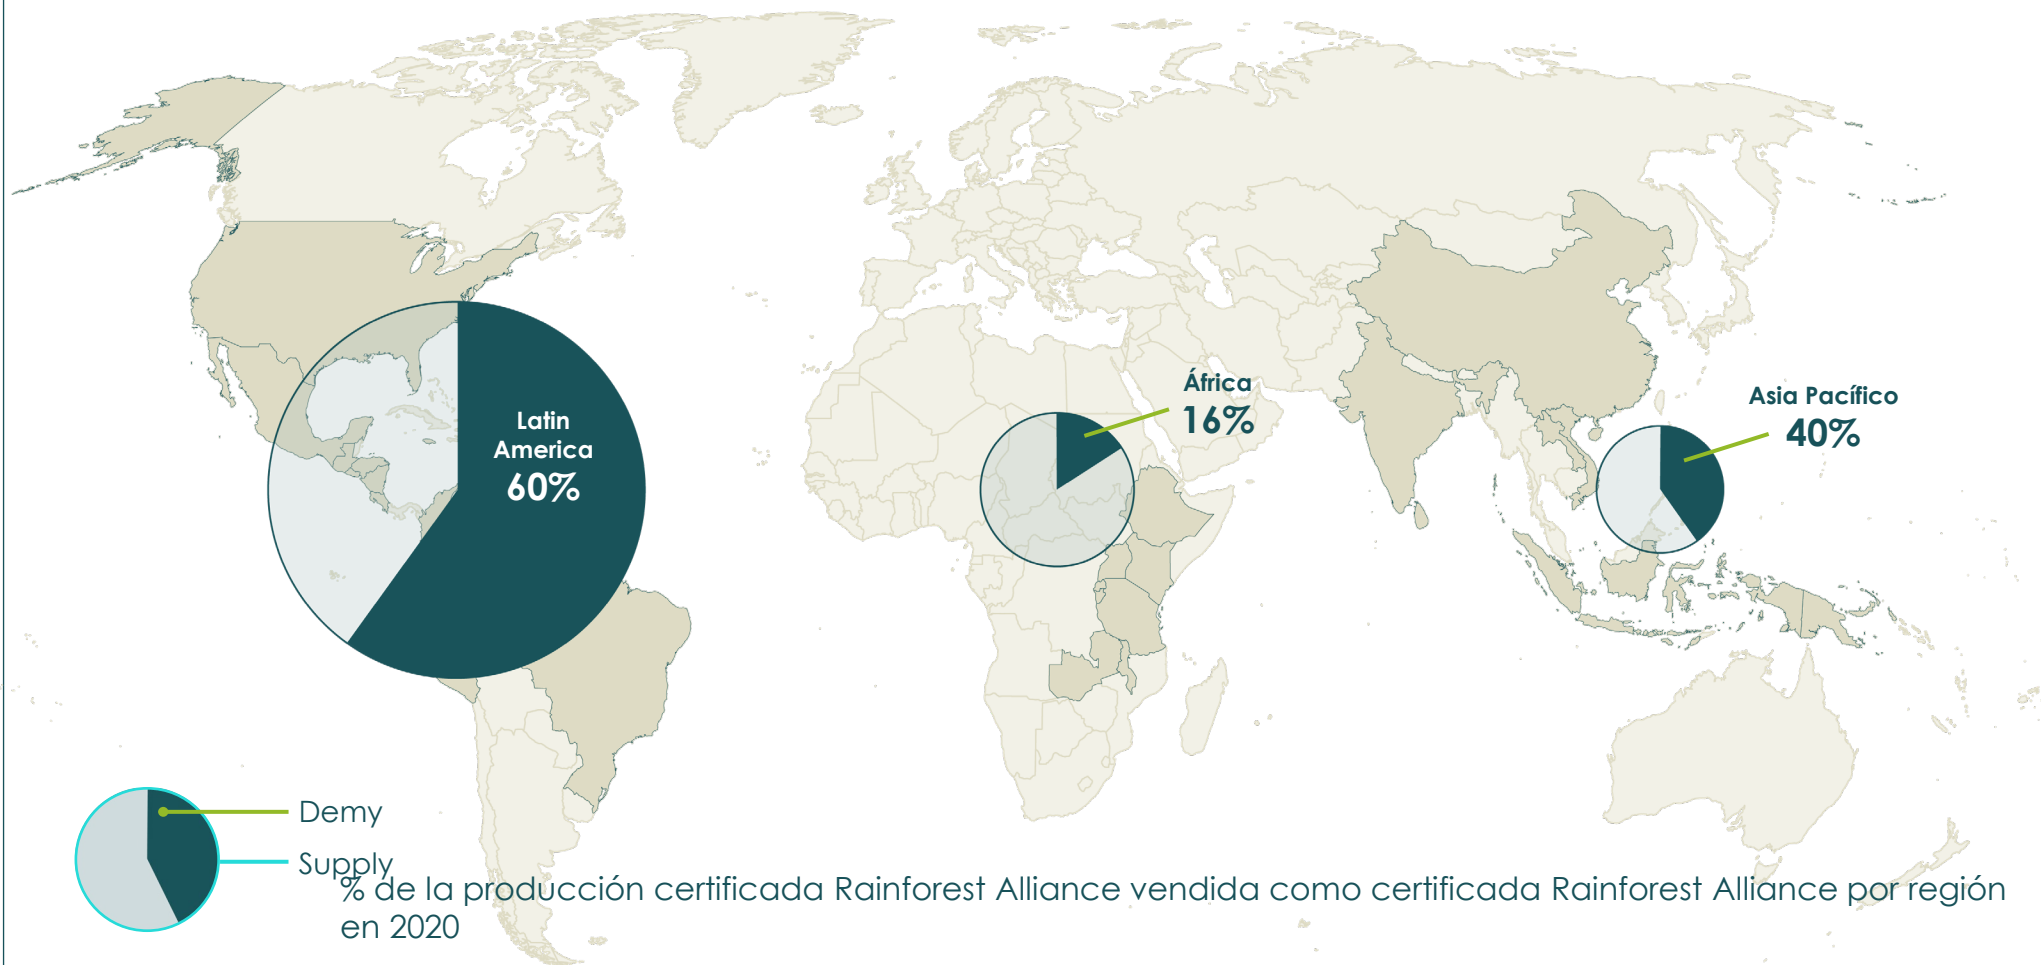 Latin
America
60%
África
16%
Asia Pacífico
40%
Demy
Supply
% de la producción certificada Rainforest Alliance vendida como certificada Rainforest Alliance por región
en 2020